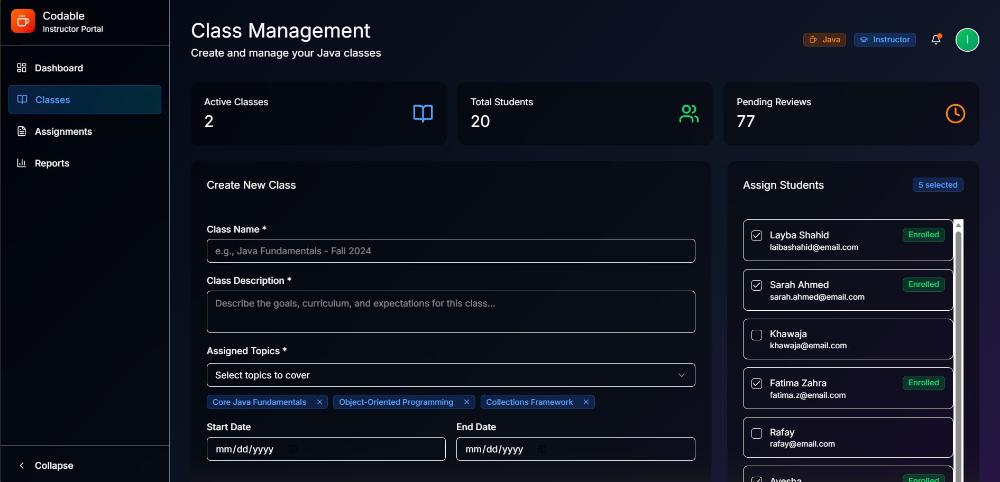 Codable
Instructor Portal
Dashboard
Classes
Assignments
Reports
Collapse
Class Management
Create and manage your Java classes
Java
Instructor
I
Active Classes
2
Total Students
20
Pending Reviews
77
Create New Class
Class Name *
e.g., Java Fundamentals - Fall 2024
Class Description *
Describe the goals, curriculum, and expectations for this class...
Assigned Topics *
Select topics to cover
Core Java Fundamentals ×
Object-Oriented Programming ×
Collections Framework ×
Start Date
mm/dd/yyyy
End Date
mm/dd/yyyy
Assign Students
5 selected
Layba Shahid
Enrolled
laibashahid@email.com
Sarah Ahmed
Enrolled
sarah.ahmed@email.com
Khawaja
khawaja@email.com
Fatima Zahra
Enrolled
fatima.z@email.com
Rafay
rafay@email.com
Ayesha
Enrolled